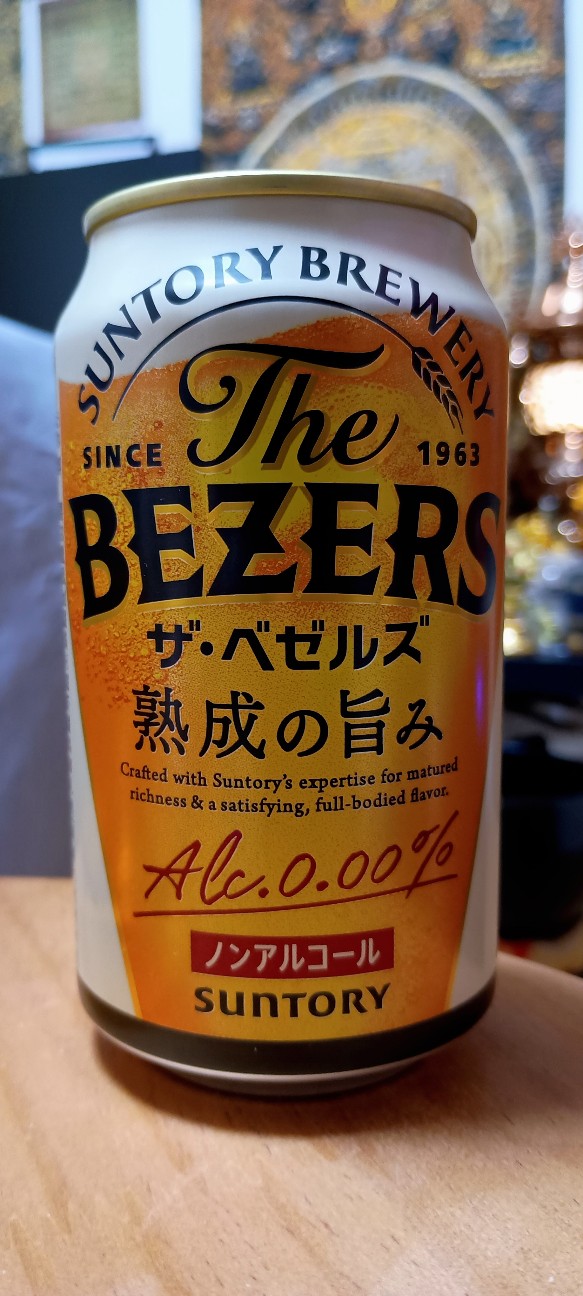 SUNTORY BREWERY
The
SINCE 1963
BEZERS
ザ・ベゼルズ
熟成の旨み
Crafted with Suntory's expertise for matured
richness & a satisfying, full-bodied flavor.
Alc.0.00%
ノンアルコール
SUNTORY